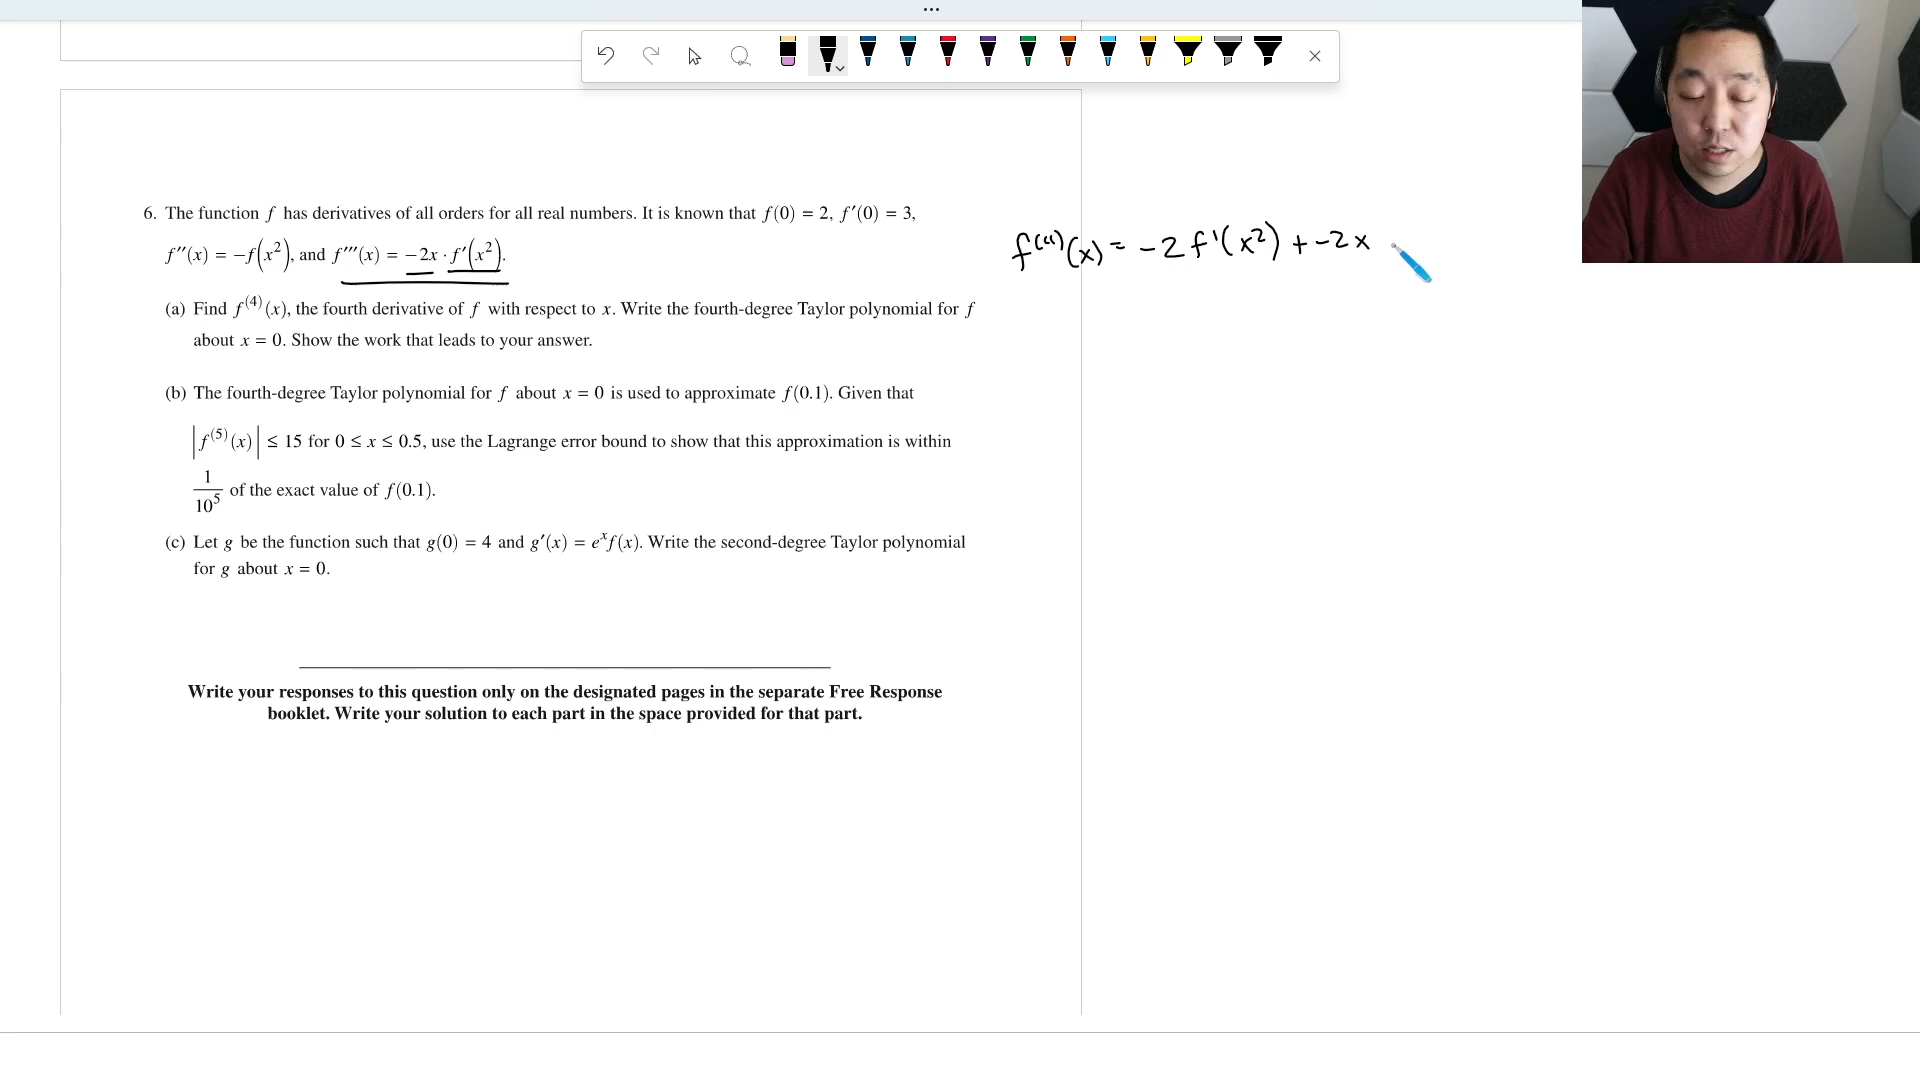 ...
6. The function f has derivatives of all orders for all real numbers. It is known that f(0) = 2, f′(0) = 3,
f″(x) = −f(x²), and f‴(x) = −2x · f′(x²).
f⁽⁴⁾(x) = −2 f'(x²) + −2x
(a) Find f⁽⁴⁾(x), the fourth derivative of f with respect to x. Write the fourth-degree Taylor polynomial for f
about x = 0. Show the work that leads to your answer.
(b) The fourth-degree Taylor polynomial for f about x = 0 is used to approximate f(0.1). Given that
|f⁽⁵⁾(x)| ≤ 15 for 0 ≤ x ≤ 0.5, use the Lagrange error bound to show that this approximation is within
1/10⁵ of the exact value of f(0.1).
(c) Let g be the function such that g(0) = 4 and g′(x) = eˣf(x). Write the second-degree Taylor polynomial
for g about x = 0.
Write your responses to this question only on the designated pages in the separate Free Response
booklet. Write your solution to each part in the space provided for that part.